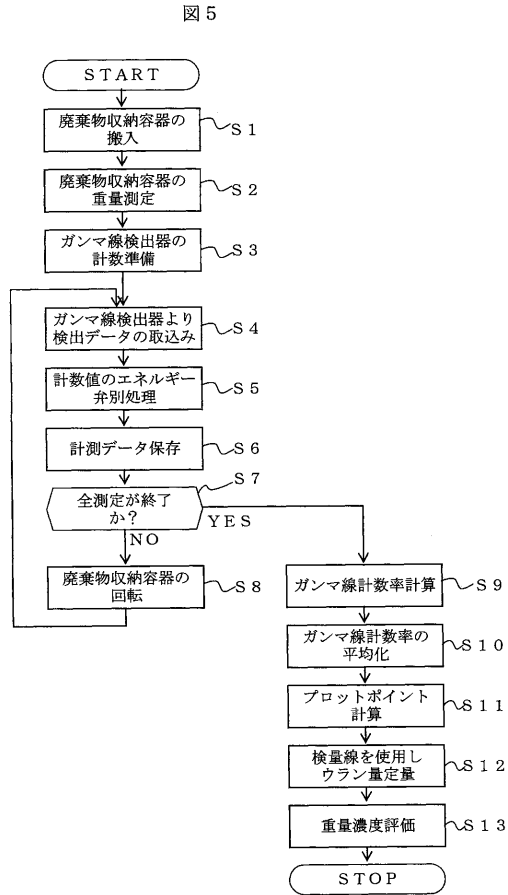 図５
ＳＴＡＲＴ
廃棄物収納容器の
搬入
Ｓ１
廃棄物収納容器の
重量測定
Ｓ２
ガンマ線検出器の
計数準備
Ｓ３
ガンマ線検出器より
検出データの取込み
Ｓ４
計数値のエネルギー
弁別処理
Ｓ５
計測データ保存
Ｓ６
全測定が終了
か？
Ｓ７
ＹＥＳ
ＮＯ
廃棄物収納容器の
回転
Ｓ８
ガンマ線計数率計算
Ｓ９
ガンマ線計数率の
平均化
Ｓ１０
プロットポイント
計算
Ｓ１１
検量線を使用し
ウラン量定量
Ｓ１２
重量濃度評価
Ｓ１３
ＳＴＯＰ